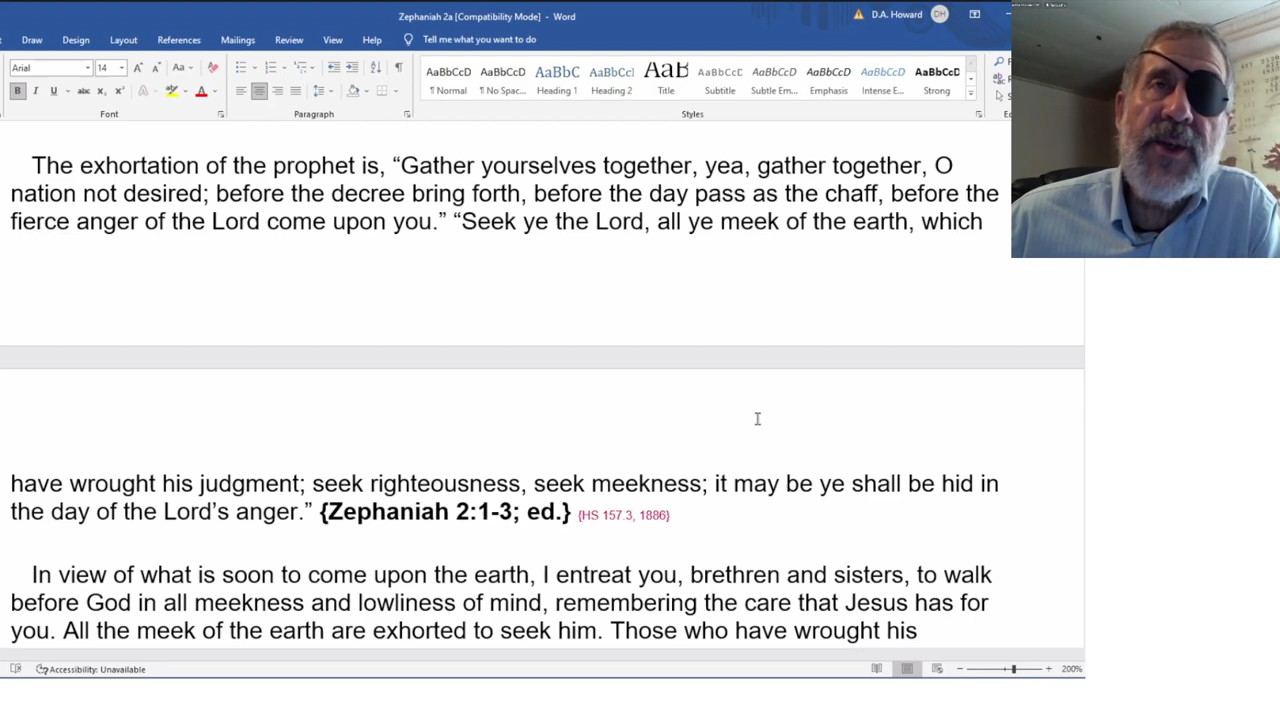 Zephaniah 2a [Compatibility Mode] - Word
D.A. Howard
DH
Draw
Design
Layout
References
Mailings
Review
View
Help
Tell me what you want to do
Arial
14
Font
Paragraph
AaBbCcD AaBbCcD AaBbC AaBbCcI AaB AaBbCcD AaBbCcD AaBbCcD AaBbCcD AaBbCcD
¶ Normal ¶ No Spac... Heading 1 Heading 2 Title Subtitle Subtle Em... Emphasis Intense E... Strong
Styles
The exhortation of the prophet is, “Gather yourselves together, yea, gather together, O
nation not desired; before the decree bring forth, before the day pass as the chaff, before the
fierce anger of the Lord come upon you.” “Seek ye the Lord, all ye meek of the earth, which
have wrought his judgment; seek righteousness, seek meekness; it may be ye shall be hid in
the day of the Lord’s anger.” {Zephaniah 2:1-3; ed.} {HS 157.3, 1886}
In view of what is soon to come upon the earth, I entreat you, brethren and sisters, to walk
before God in all meekness and lowliness of mind, remembering the care that Jesus has for
you. All the meek of the earth are exhorted to seek him. Those who have wrought his
Accessibility: Unavailable
200%